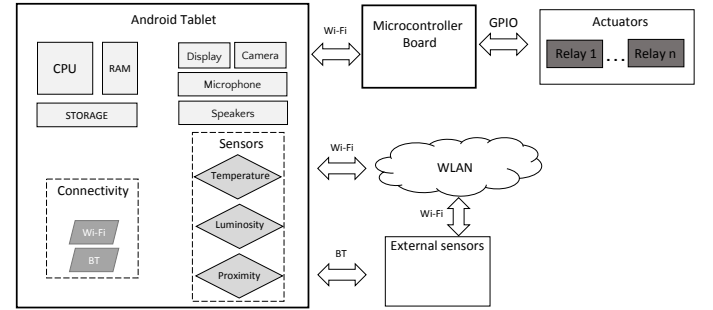 Android Tablet
CPU
RAM
STORAGE
Display
Camera
Microphone
Speakers
Sensors
Temperature
Luminosity
Proximity
Connectivity
Wi-Fi
BT
Wi-Fi
Microcontroller
Board
GPIO
Actuators
Relay 1 ... Relay n
Wi-Fi
WLAN
Wi-Fi
BT
External sensors